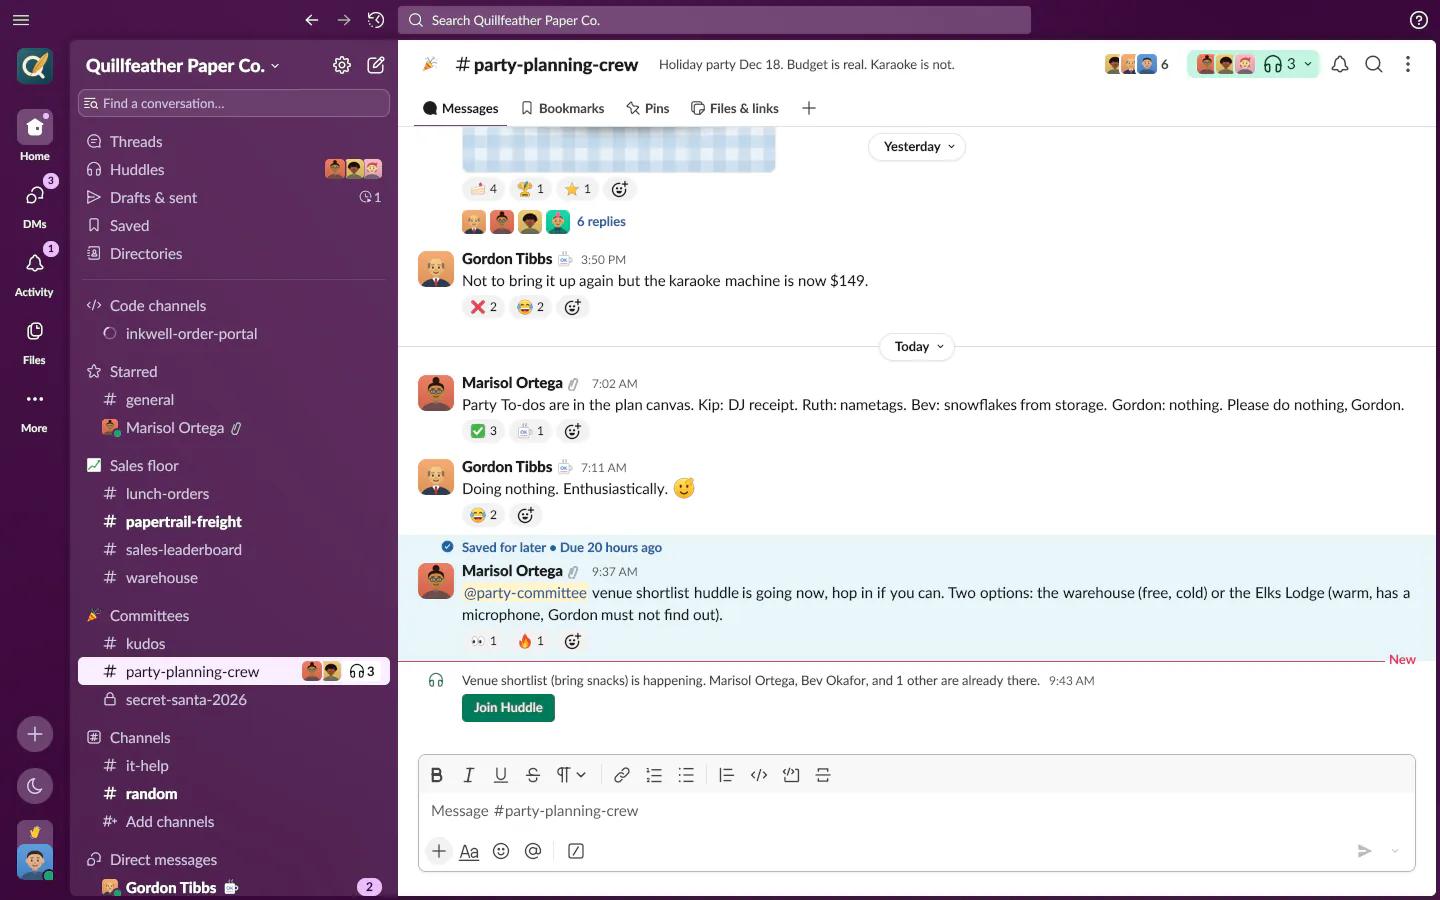 Search Quillfeather Paper Co.
Quillfeather Paper Co.
Find a conversation...
Home
3
DMs
1
Activity
Files
More
Threads
Huddles
Drafts & sent
1
Saved
Directories
Code channels
inkwell-order-portal
Starred
# general
Marisol Ortega
Sales floor
# lunch-orders
# papertrail-freight
# sales-leaderboard
# warehouse
Committees
# kudos
# party-planning-crew
3
secret-santa-2026
Channels
# it-help
# random
Add channels
Direct messages
Gordon Tibbs
2
# party-planning-crew
Holiday party Dec 18. Budget is real. Karaoke is not.
6
3
Messages
Bookmarks
Pins
Files & links
Yesterday
4
1
1
6 replies
Gordon Tibbs 3:50 PM
Not to bring it up again but the karaoke machine is now $149.
2
2
Today
Marisol Ortega 7:02 AM
Party To-dos are in the plan canvas. Kip: DJ receipt. Ruth: nametags. Bev: snowflakes from storage. Gordon: nothing. Please do nothing, Gordon.
3
1
Gordon Tibbs 7:11 AM
Doing nothing. Enthusiastically.
2
Saved for later • Due 20 hours ago
Marisol Ortega 9:37 AM
@party-committee venue shortlist huddle is going now, hop in if you can. Two options: the warehouse (free, cold) or the Elks Lodge (warm, has a
microphone, Gordon must not find out).
1
1
New
Venue shortlist (bring snacks) is happening. Marisol Ortega, Bev Okafor, and 1 other are already there. 9:43 AM
Join Huddle
B I U S
Message #party-planning-crew
Aa